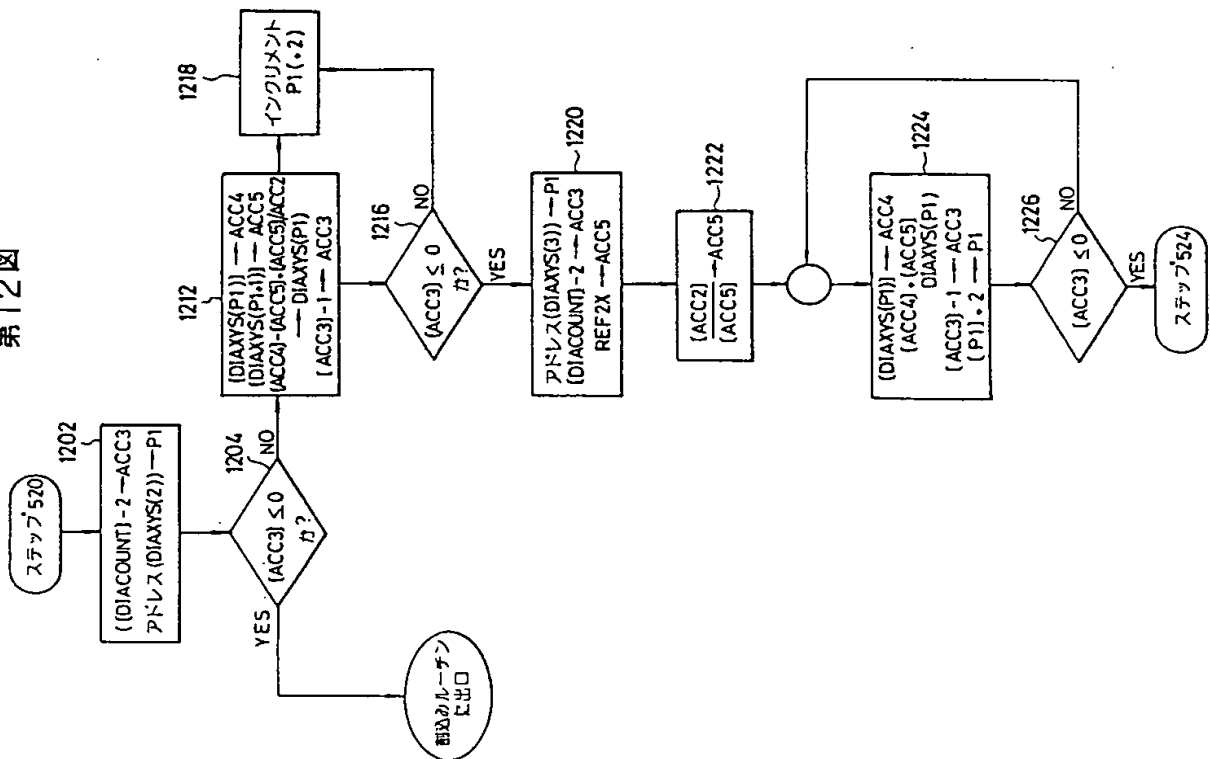 第12図
ステップ520
1202
((DIACOUNT)-2→ACC3
アドレス(DIAXYS(2))→P1
1204
(ACC3)≤0
か?
YES
NO
割込みルーチン
に出口
1212
(DIAXYS(P1))→ACC4
(DIAXYS(P1+1))→ACC5
(ACC4)-(ACC5)*(ACC5)/ACC2
→DIAXYS(P1)
(ACC3)-1→ACC3
1218
インクリメント
P1(+2)
1216
(ACC3)≤0
か?
NO
YES
1220
アドレス(DIAXYS(3))→P1
(DIACOUNT)-2→ACC3
REF2X→ACC5
1222
(ACC2)
(ACC5)
→ACC5
1224
(DIAXYS(P1))→ACC4
(ACC4)*(ACC5)
→DIAXYS(P1)
(ACC3)-1→ACC3
(P1)+2→P1
1226
(ACC3)≤0
NO
YES
ステップ524